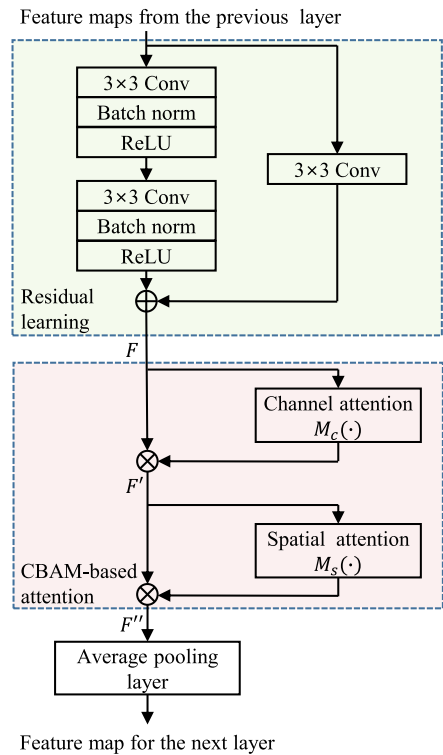 Feature maps from the previous layer
3×3 Conv
Batch norm
ReLU
3×3 Conv
3×3 Conv
Batch norm
ReLU
Residual
learning
F
Channel attention
M_c(·)
F′
Spatial attention
M_s(·)
CBAM-based
attention
F′′
Average pooling
layer
Feature map for the next layer